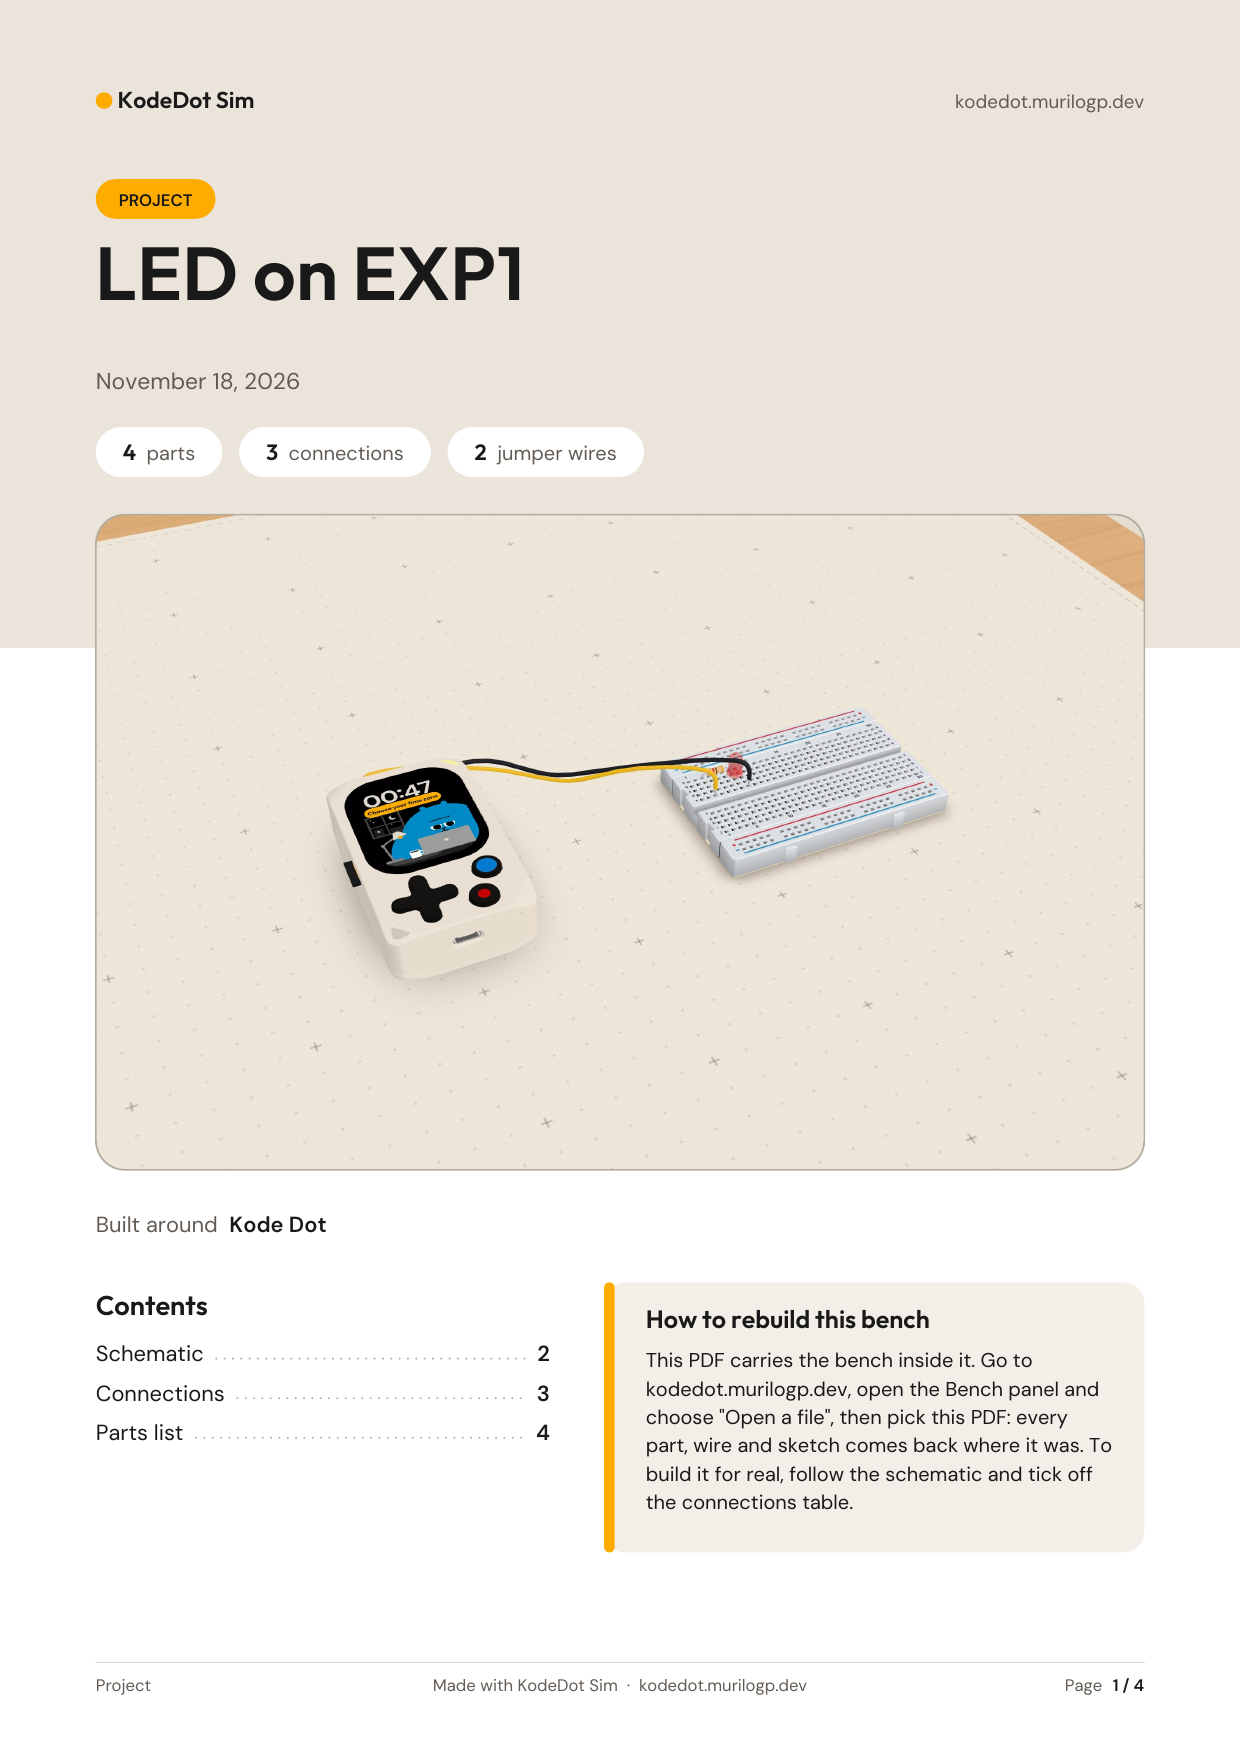 KodeDot Sim
kodedot.murilogp.dev
PROJECT
LED on EXP1
November 18, 2026
4 parts
3 connections
2 jumper wires
00:47
Choose your time zone
Built around Kode Dot
Contents
Schematic 2
Connections 3
Parts list 4
How to rebuild this bench
This PDF carries the bench inside it. Go to
kodedot.murilogp.dev, open the Bench panel and
choose "Open a file", then pick this PDF: every
part, wire and sketch comes back where it was. To
build it for real, follow the schematic and tick off
the connections table.
Project
Made with KodeDot Sim · kodedot.murilogp.dev
Page 1 / 4